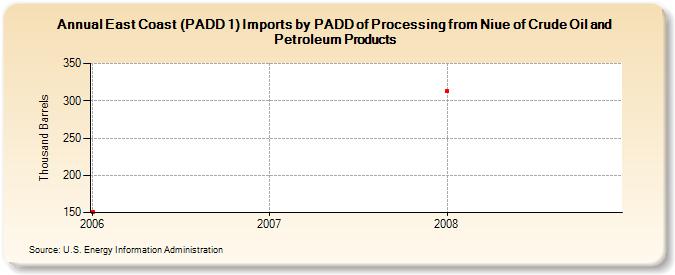 Annual East Coast (PADD 1) Imports by PADD of Processing from Niue of Crude Oil and
Petroleum Products
Thousand Barrels
350
300
250
200
150
2006
2007
2008
Source: U.S. Energy Information Administration